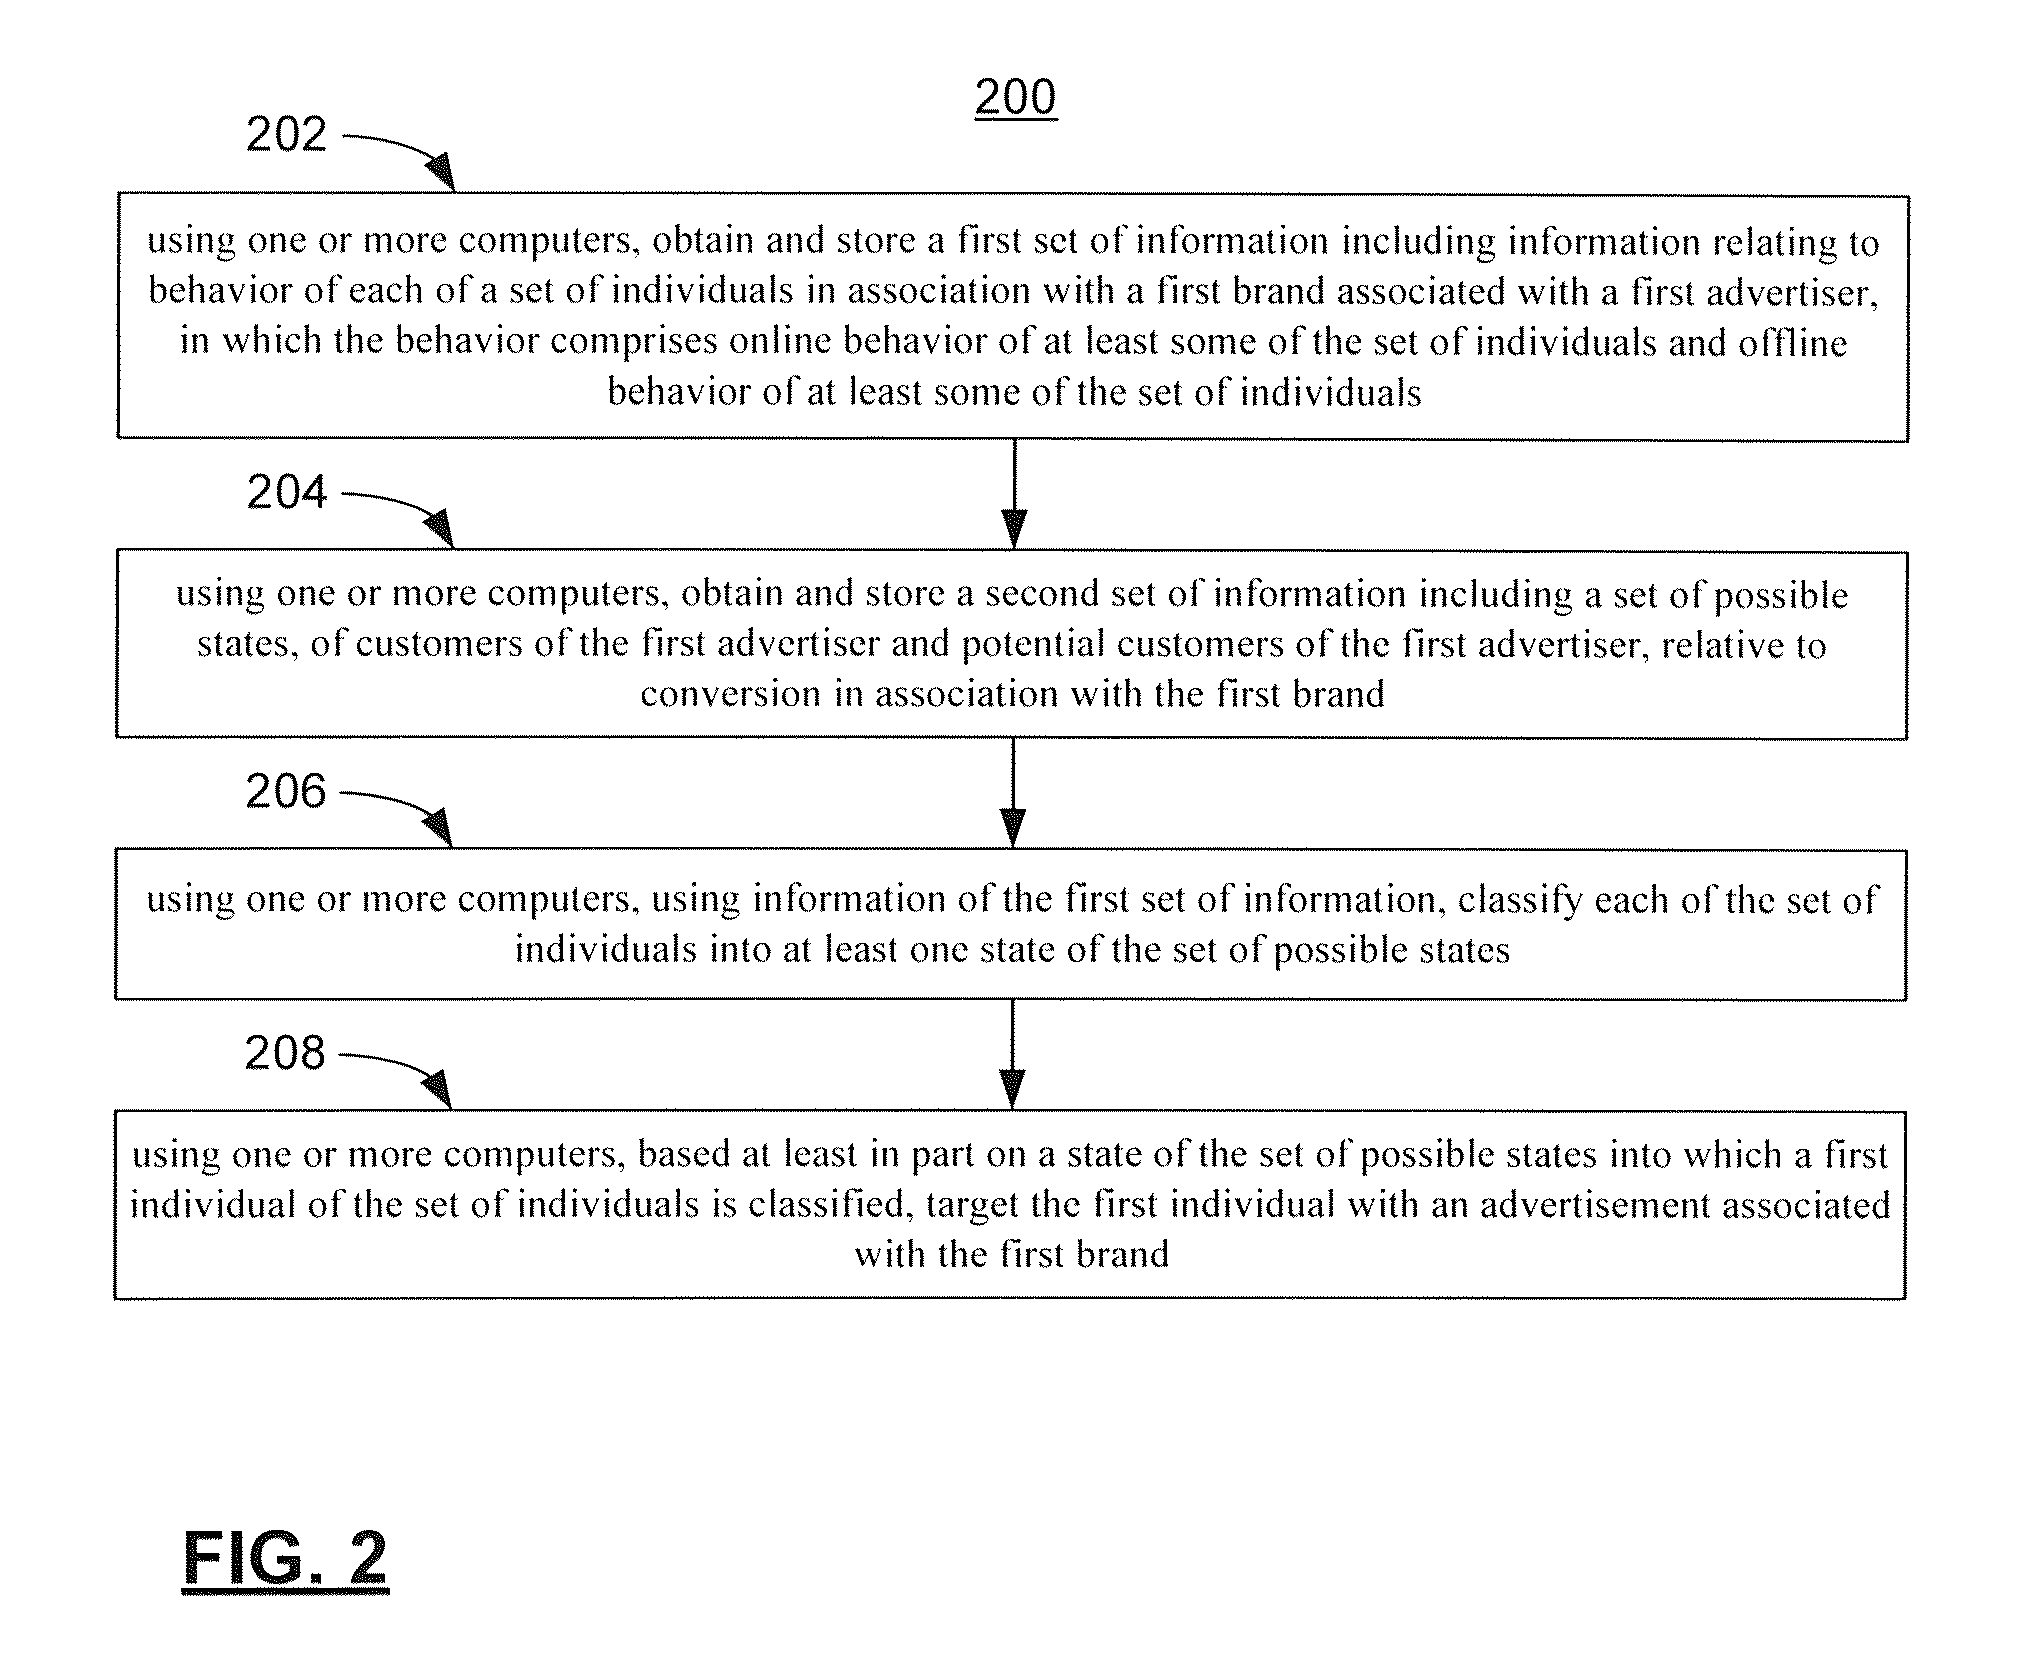 200
202
using one or more computers, obtain and store a first set of information including information relating to
behavior of each of a set of individuals in association with a first brand associated with a first advertiser,
in which the behavior comprises online behavior of at least some of the set of individuals and offline
behavior of at least some of the set of individuals
204
using one or more computers, obtain and store a second set of information including a set of possible
states, of customers of the first advertiser and potential customers of the first advertiser, relative to
conversion in association with the first brand
206
using one or more computers, using information of the first set of information, classify each of the set of
individuals into at least one state of the set of possible states
208
using one or more computers, based at least in part on a state of the set of possible states into which a first
individual of the set of individuals is classified, target the first individual with an advertisement associated
with the first brand
FIG. 2